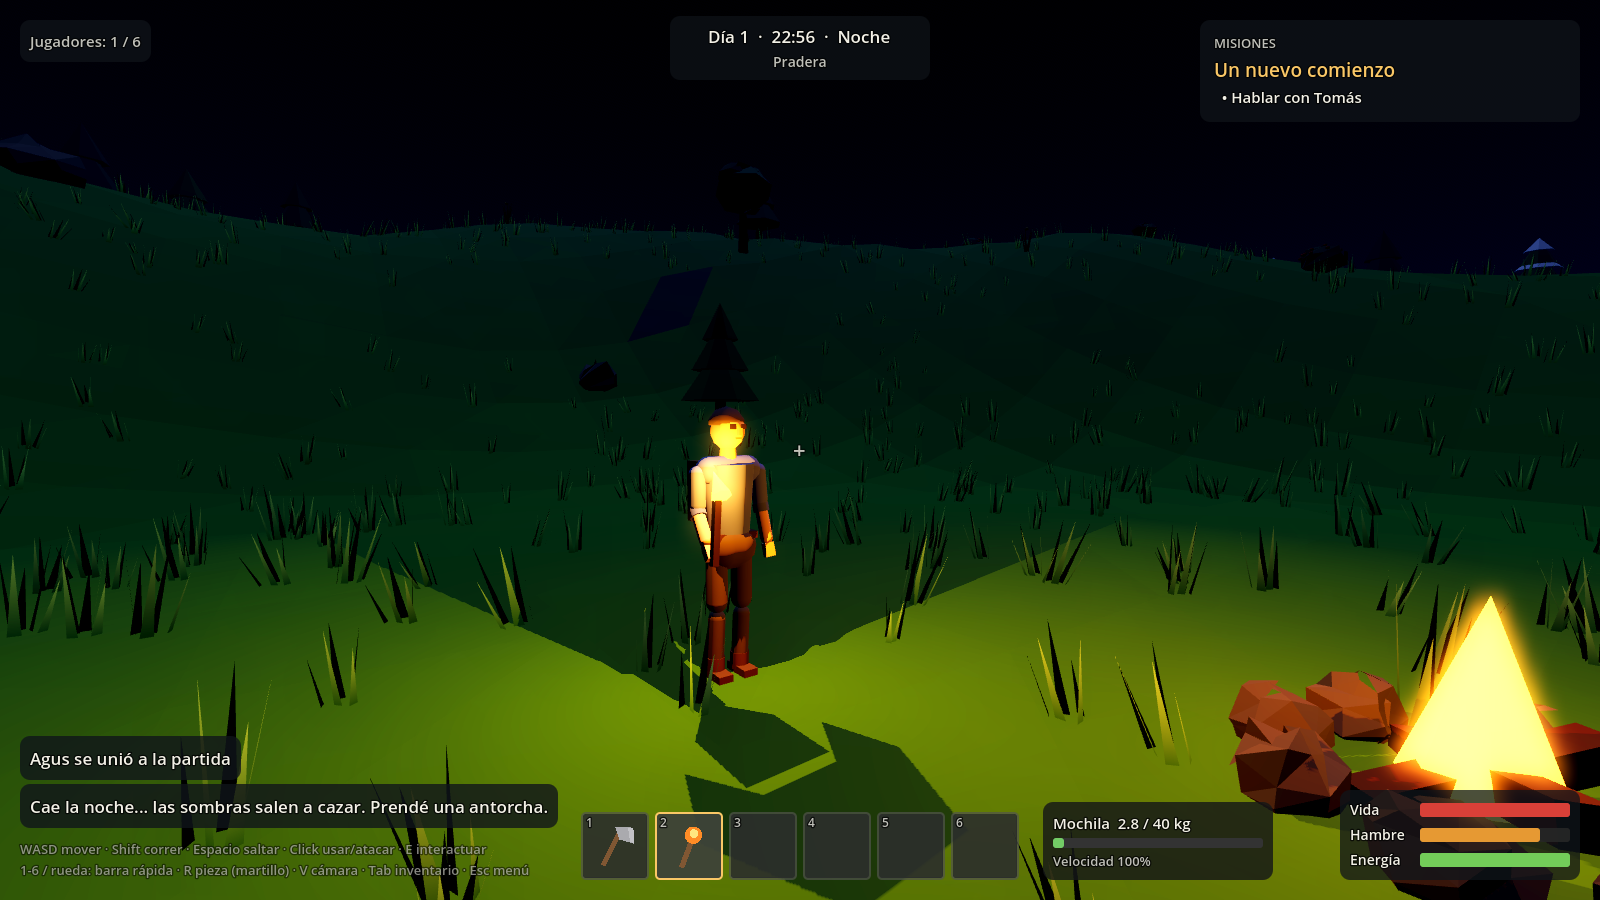 Jugadores: 1 / 6
Día 1 · 22:56 · Noche
Pradera
MISIONES
Un nuevo comienzo
• Hablar con Tomás
Agus se unió a la partida
Cae la noche... las sombras salen a cazar. Prendé una antorcha.
WASD mover · Shift correr · Espacio saltar · Click usar/atacar · E interactuar
1-6 / rueda: barra rápida · R pieza (martillo) · V cámara · Tab inventario · Esc menú
1
2
3
4
5
6
Mochila 2.8 / 40 kg
Velocidad 100%
Vida
Hambre
Energía